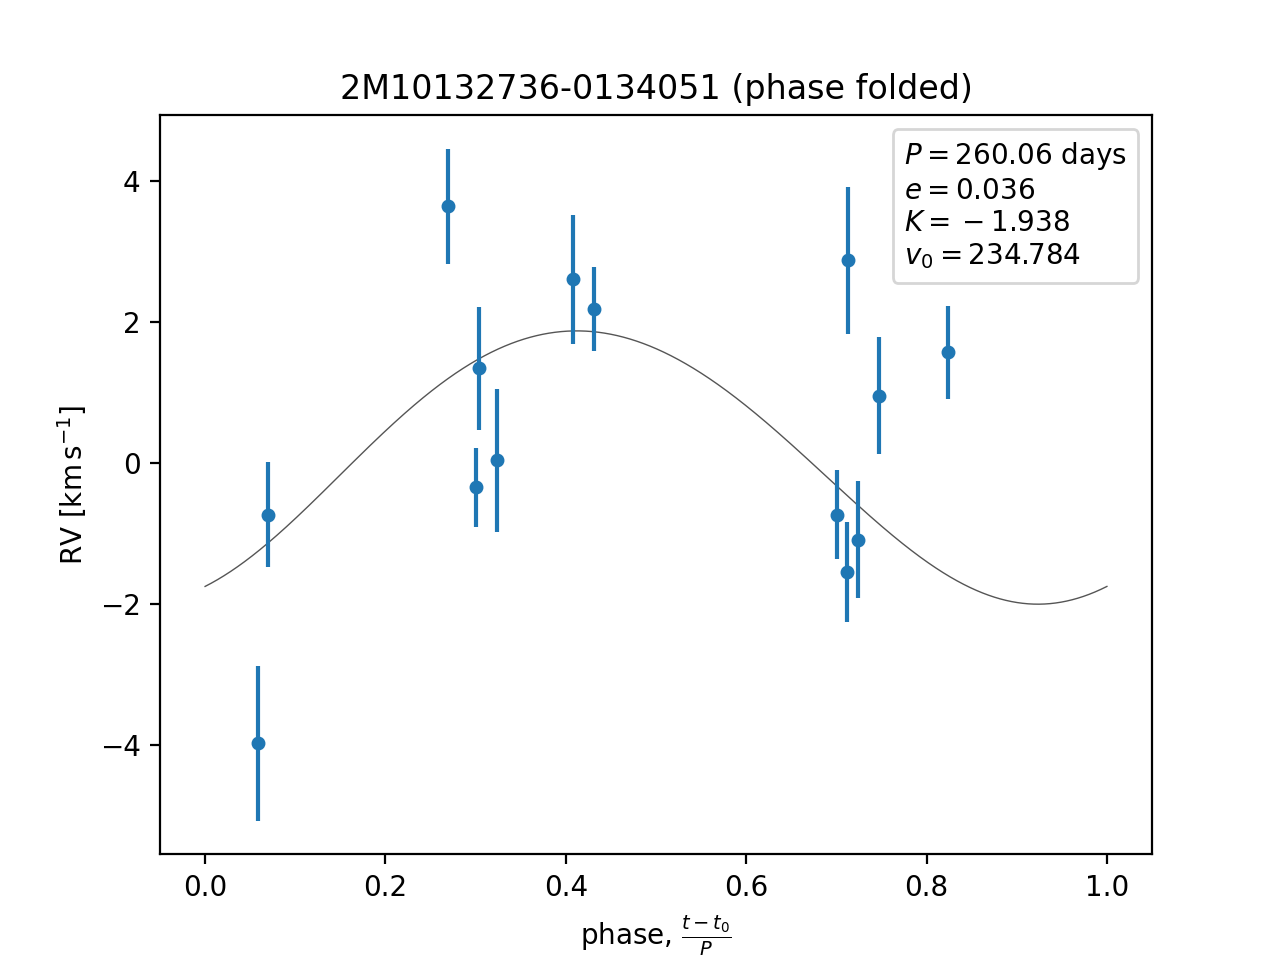 2M10132736-0134051 (phase folded)
P = 260.06 days
e = 0.036
K = −1.938
v₀ = 234.784
4
2
0
−2
−4
RV [km s⁻¹]
0.0 0.2 0.4 0.6 0.8 1.0
phase, (t − t₀)/P